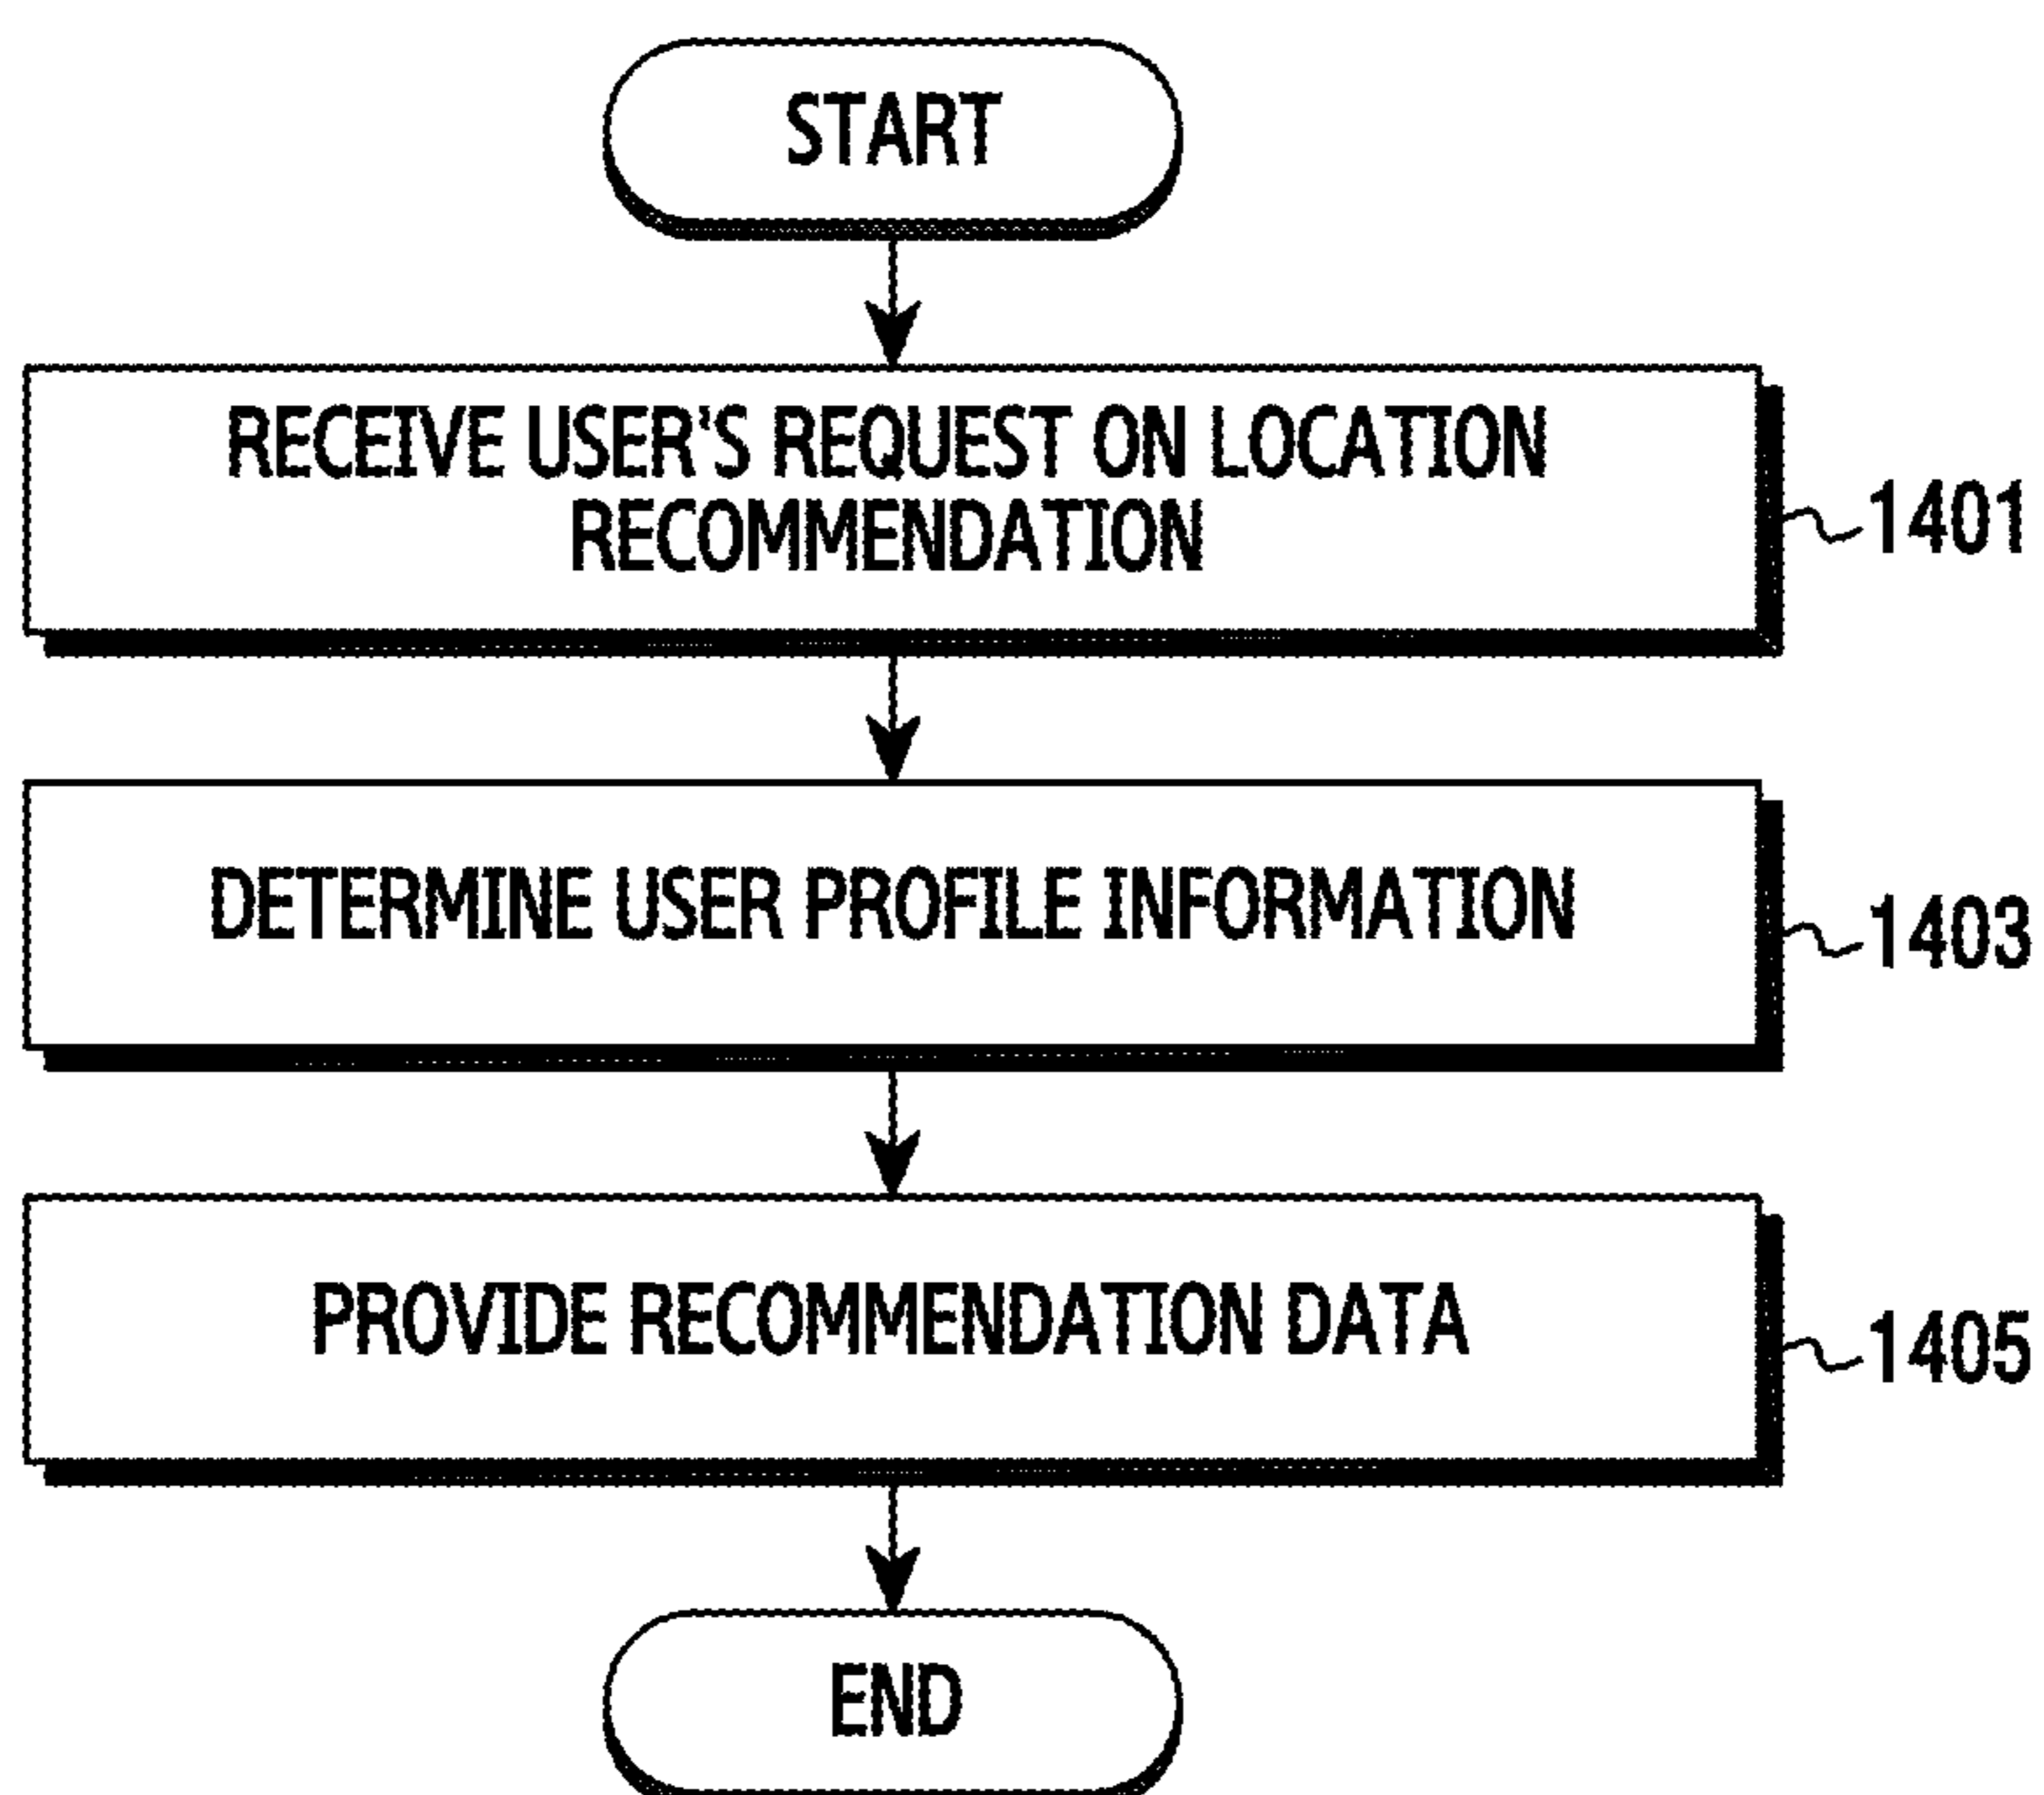 START
RECEIVE USER'S REQUEST ON LOCATION
RECOMMENDATION
1401
DETERMINE USER PROFILE INFORMATION
1403
PROVIDE RECOMMENDATION DATA
1405
END